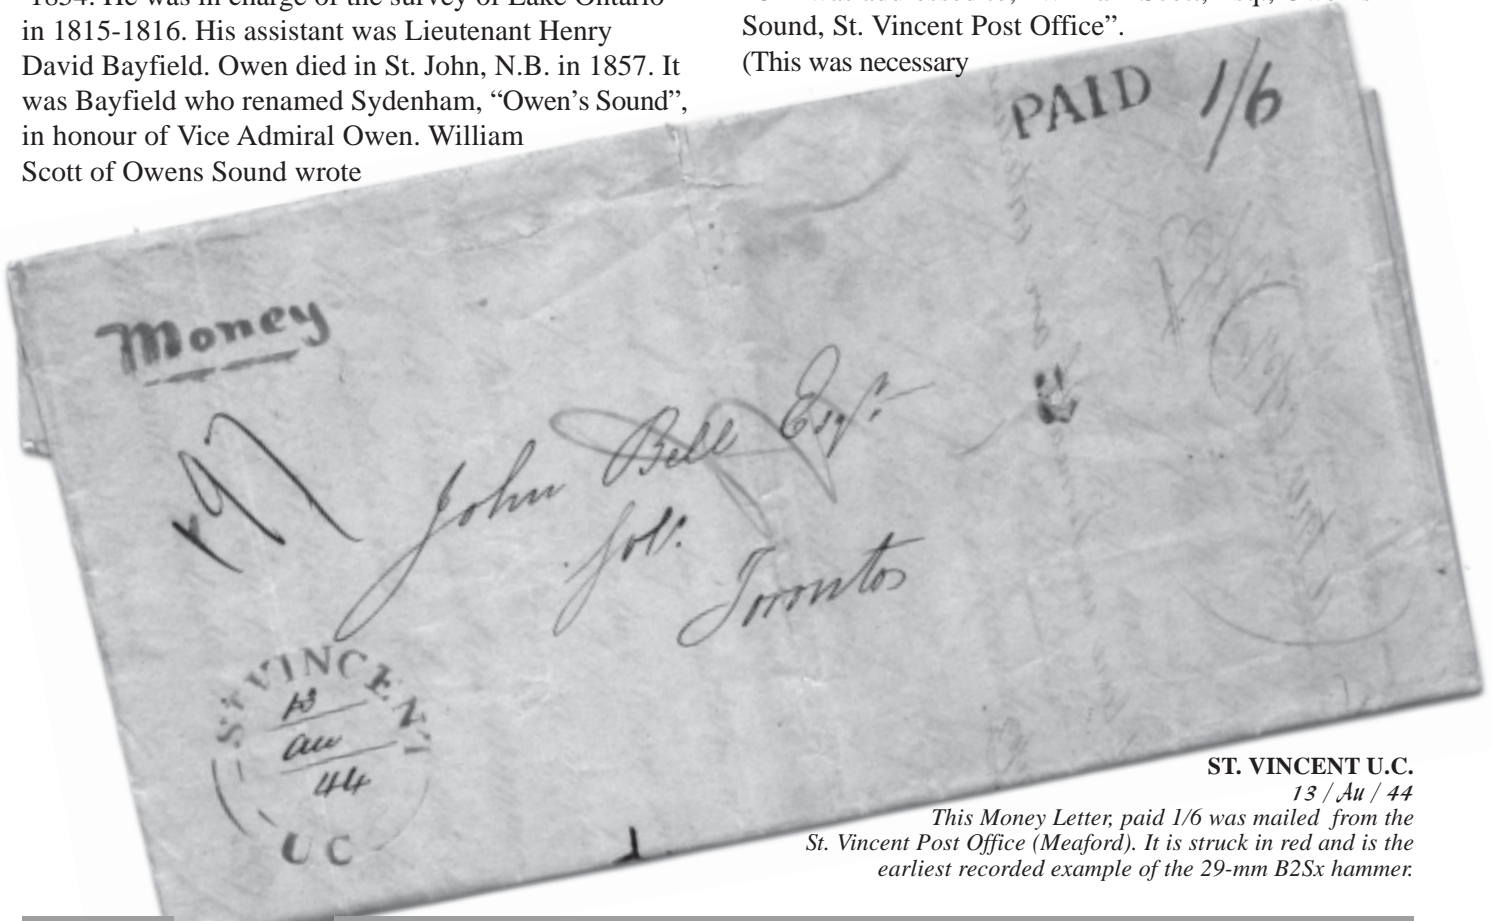 in 1815-1816. His assistant was Lieutenant Henry
David Bayfield. Owen died in St. John, N.B. in 1857. It
was Bayfield who renamed Sydenham, “Owen’s Sound”,
in honour of Vice Admiral Owen. William
Scott of Owens Sound wrote
Sound, St. Vincent Post Office”.
(This was necessary
PAID 1/6
Money
John Bell Esqr.
Solr.
Toronto
ST VINCENT
13
au
44
U C
ST. VINCENT U.C.
13 / Au / 44
This Money Letter, paid 1/6 was mailed from the
St. Vincent Post Office (Meaford). It is struck in red and is the
earliest recorded example of the 29-mm B2Sx hammer.